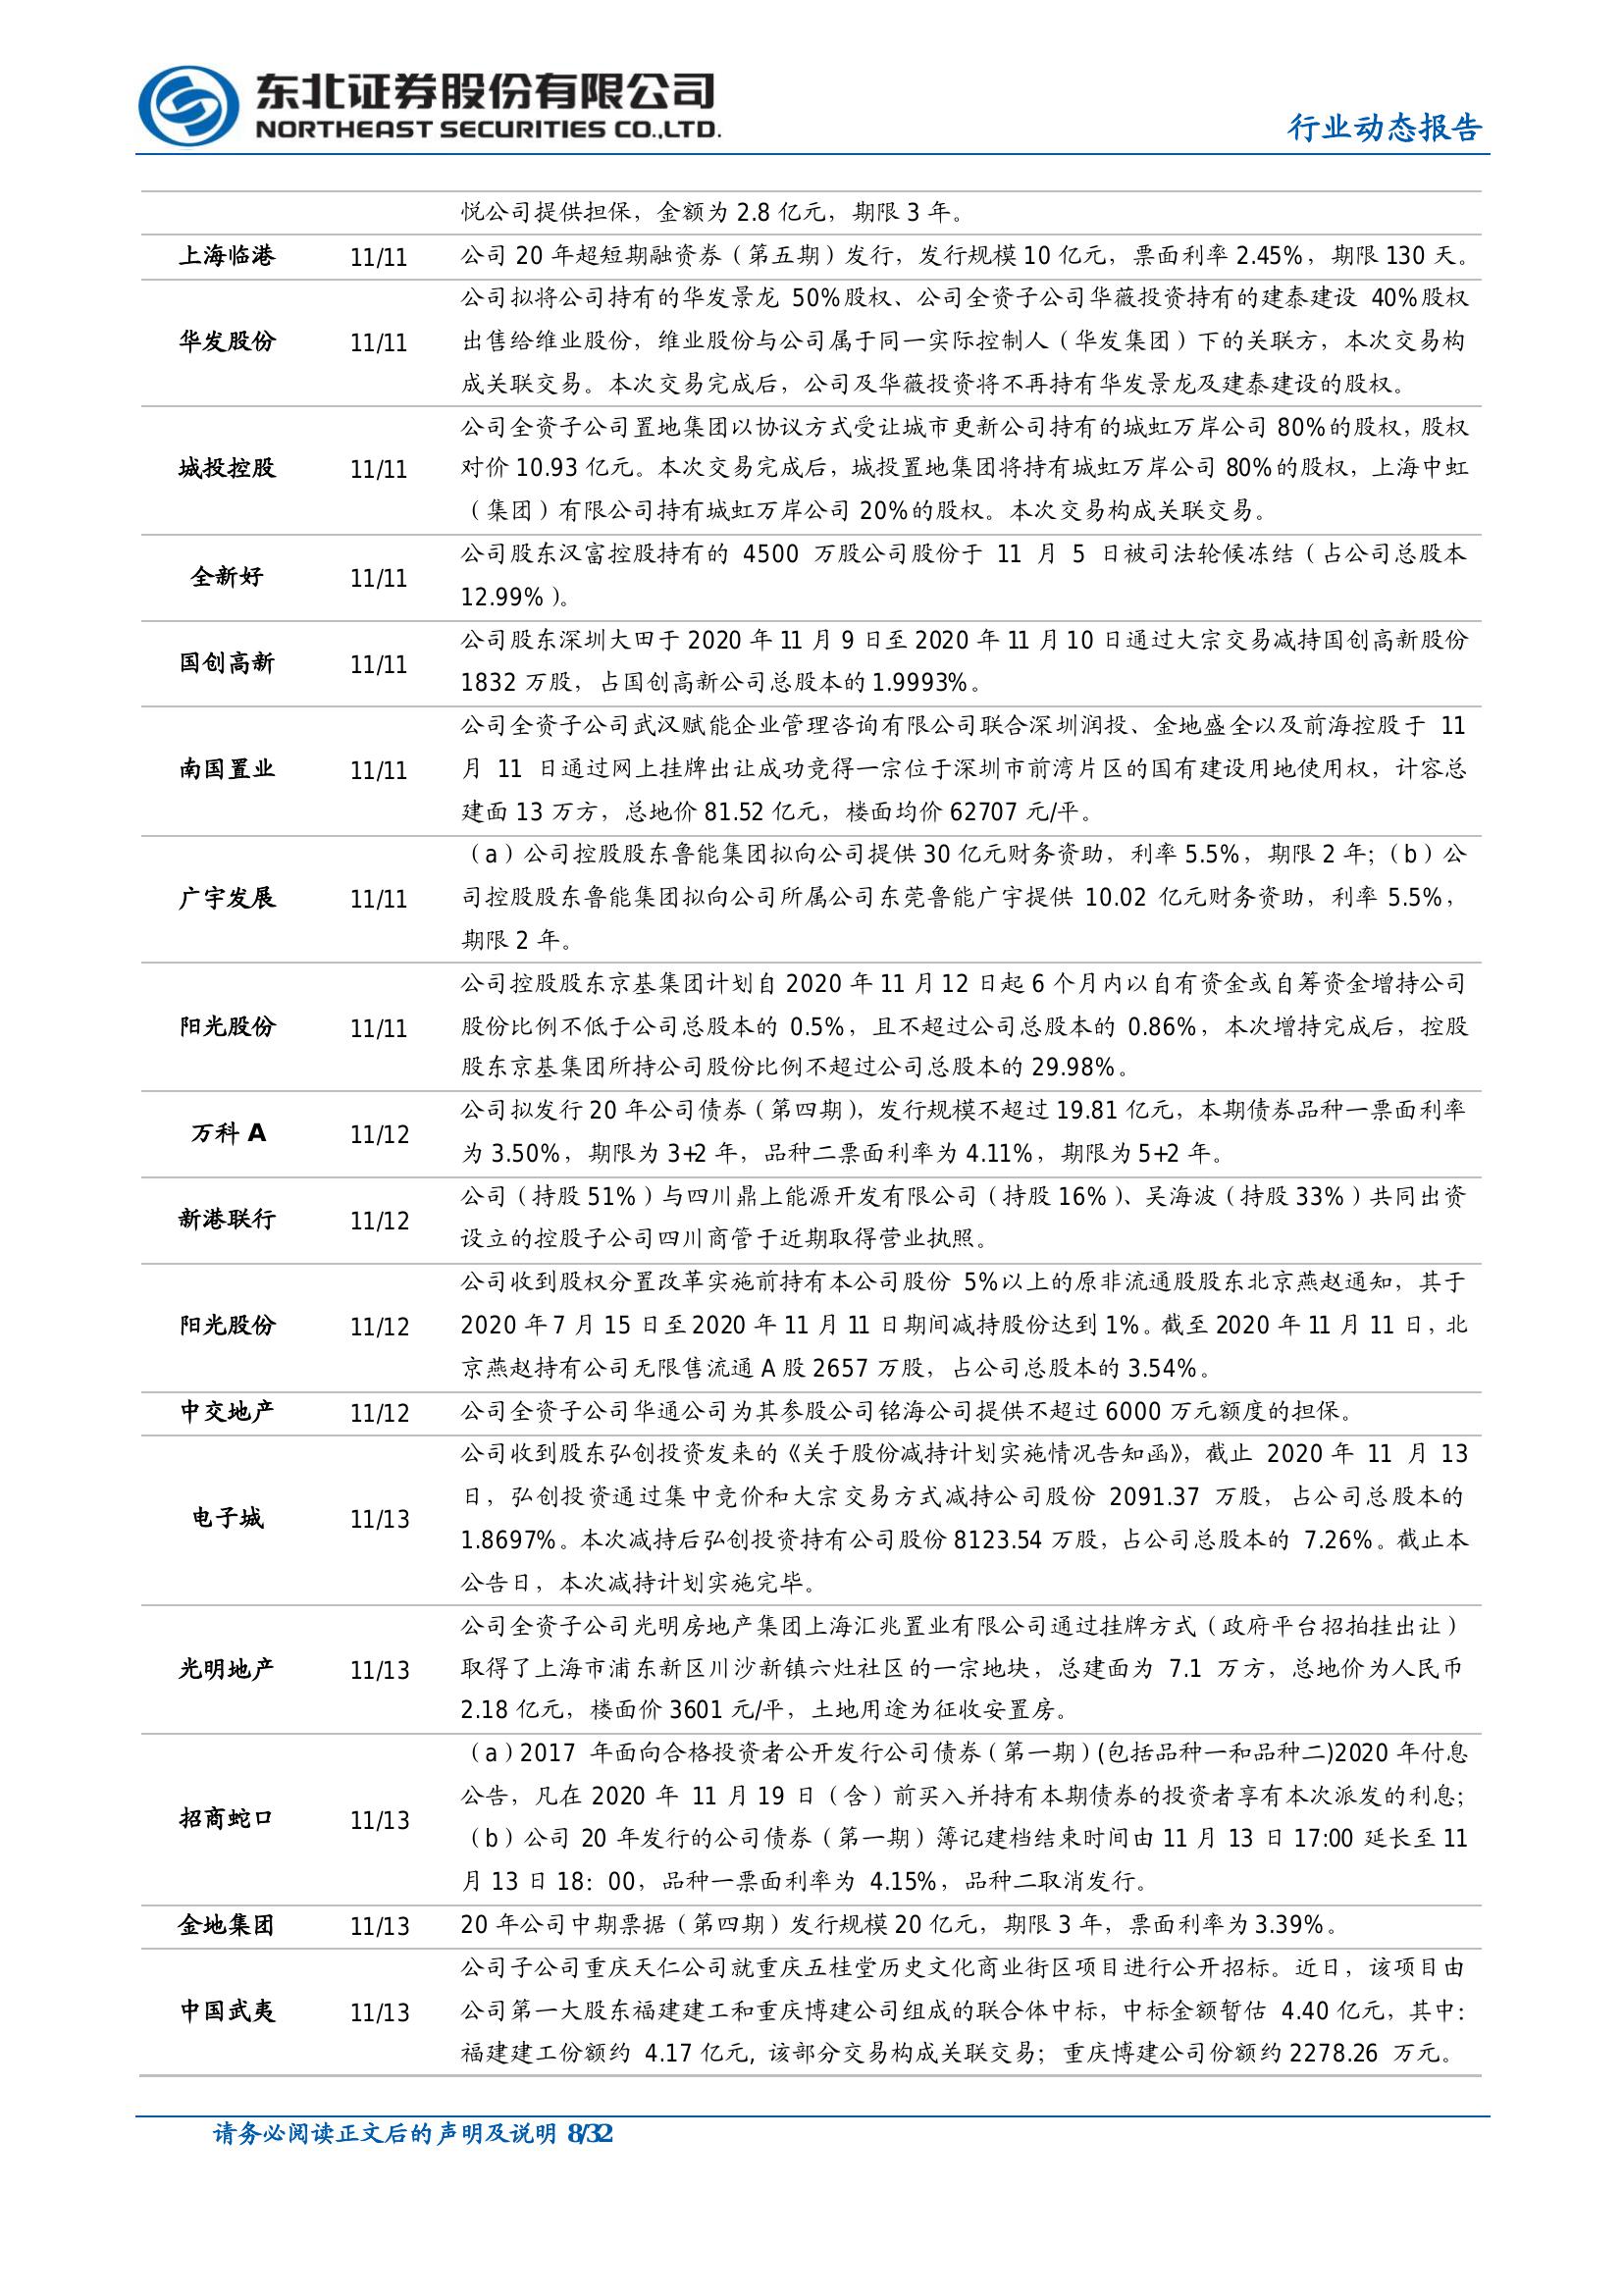 东北证券股份有限公司
NORTHEAST SECURITIES CO.,LTD.
行业动态报告
悦公司提供担保，金额为 2.8 亿元，期限 3 年。
上海临港 11/11 公司 20 年超短期融资券（第五期）发行，发行规模 10 亿元，票面利率 2.45%，期限 130 天。
公司拟将公司持有的华发景龙 50%股权、公司全资子公司华薇投资持有的建泰建设 40%股权
华发股份 11/11 出售给维业股份，维业股份与公司属于同一实际控制人（华发集团）下的关联方，本次交易构
成关联交易。本次交易完成后，公司及华薇投资将不再持有华发景龙及建泰建设的股权。
公司全资子公司置地集团以协议方式受让城市更新公司持有的城虹万岸公司 80%的股权，股权
城投控股 11/11 对价 10.93 亿元。本次交易完成后，城投置地集团将持有城虹万岸公司 80%的股权，上海中虹
（集团）有限公司持有城虹万岸公司 20%的股权。本次交易构成关联交易。
全新好 11/11 公司股东汉富控股持有的 4500 万股公司股份于 11 月 5 日被司法轮候冻结（占公司总股本
12.99%）。
国创高新 11/11 公司股东深圳大田于 2020 年 11 月 9 日至 2020 年 11 月 10 日通过大宗交易减持国创高新股份
1832 万股，占国创高新公司总股本的 1.9993%。
公司全资子公司武汉赋能企业管理咨询有限公司联合深圳润投、金地盛全以及前海控股于 11
南国置业 11/11 月 11 日通过网上挂牌出让成功竞得一宗位于深圳市前湾片区的国有建设用地使用权，计容总
建面 13 万方，总地价 81.52 亿元，楼面均价 62707 元/平。
（a）公司控股股东鲁能集团拟向公司提供 30 亿元财务资助，利率 5.5%，期限 2 年；（b）公
广宇发展 11/11 司控股股东鲁能集团拟向公司所属公司东莞鲁能广宇提供 10.02 亿元财务资助，利率 5.5%，
期限 2 年。
公司控股股东京基集团计划自 2020 年 11 月 12 日起 6 个月内以自有资金或自筹资金增持公司
阳光股份 11/11 股份比例不低于公司总股本的 0.5%，且不超过公司总股本的 0.86%，本次增持完成后，控股
股东京基集团所持公司股份比例不超过公司总股本的 29.98%。
万科 A 11/12 公司拟发行 20 年公司债券（第四期），发行规模不超过 19.81 亿元，本期债券品种一票面利率
为 3.50%，期限为 3+2 年，品种二票面利率为 4.11%，期限为 5+2 年。
新港联行 11/12 公司（持股 51%）与四川鼎上能源开发有限公司（持股 16%）、吴海波（持股 33%）共同出资
设立的控股子公司四川商管于近期取得营业执照。
公司收到股权分置改革实施前持有本公司股份 5%以上的原非流通股股东北京燕赵通知，其于
阳光股份 11/12 2020 年 7 月 15 日至 2020 年 11 月 11 日期间减持股份达到 1%。截至 2020 年 11 月 11 日，北
京燕赵持有公司无限售流通 A 股 2657 万股，占公司总股本的 3.54%。
中交地产 11/12 公司全资子公司华通公司为其参股公司铭海公司提供不超过 6000 万元额度的担保。
公司收到股东弘创投资发来的《关于股份减持计划实施情况告知函》，截止 2020 年 11 月 13
电子城 11/13 日，弘创投资通过集中竞价和大宗交易方式减持公司股份 2091.37 万股，占公司总股本的
1.8697%。本次减持后弘创投资持有公司股份 8123.54 万股，占公司总股本的 7.26%。截止本
公告日，本次减持计划实施完毕。
公司全资子公司光明房地产集团上海汇兆置业有限公司通过挂牌方式（政府平台招拍挂出让）
光明地产 11/13 取得了上海市浦东新区川沙新镇六灶社区的一宗地块，总建面为 7.1 万方，总地价为人民币
2.18 亿元，楼面价 3601 元/平，土地用途为征收安置房。
（a）2017 年面向合格投资者公开发行公司债券（第一期）(包括品种一和品种二)2020 年付息
公告，凡在 2020 年 11 月 19 日（含）前买入并持有本期债券的投资者享有本次派发的利息；
招商蛇口 11/13 （b）公司 20 年发行的公司债券（第一期）簿记建档结束时间由 11 月 13 日 17:00 延长至 11
月 13 日 18：00，品种一票面利率为 4.15%，品种二取消发行。
金地集团 11/13 20 年公司中期票据（第四期）发行规模 20 亿元，期限 3 年，票面利率为 3.39%。
公司子公司重庆天仁公司就重庆五桂堂历史文化商业街区项目进行公开招标。近日，该项目由
中国武夷 11/13 公司第一大股东福建建工和重庆博建公司组成的联合体中标，中标金额暂估 4.40 亿元，其中：
福建建工份额约 4.17 亿元, 该部分交易构成关联交易；重庆博建公司份额约 2278.26 万元。
请务必阅读正文后的声明及说明 8/32